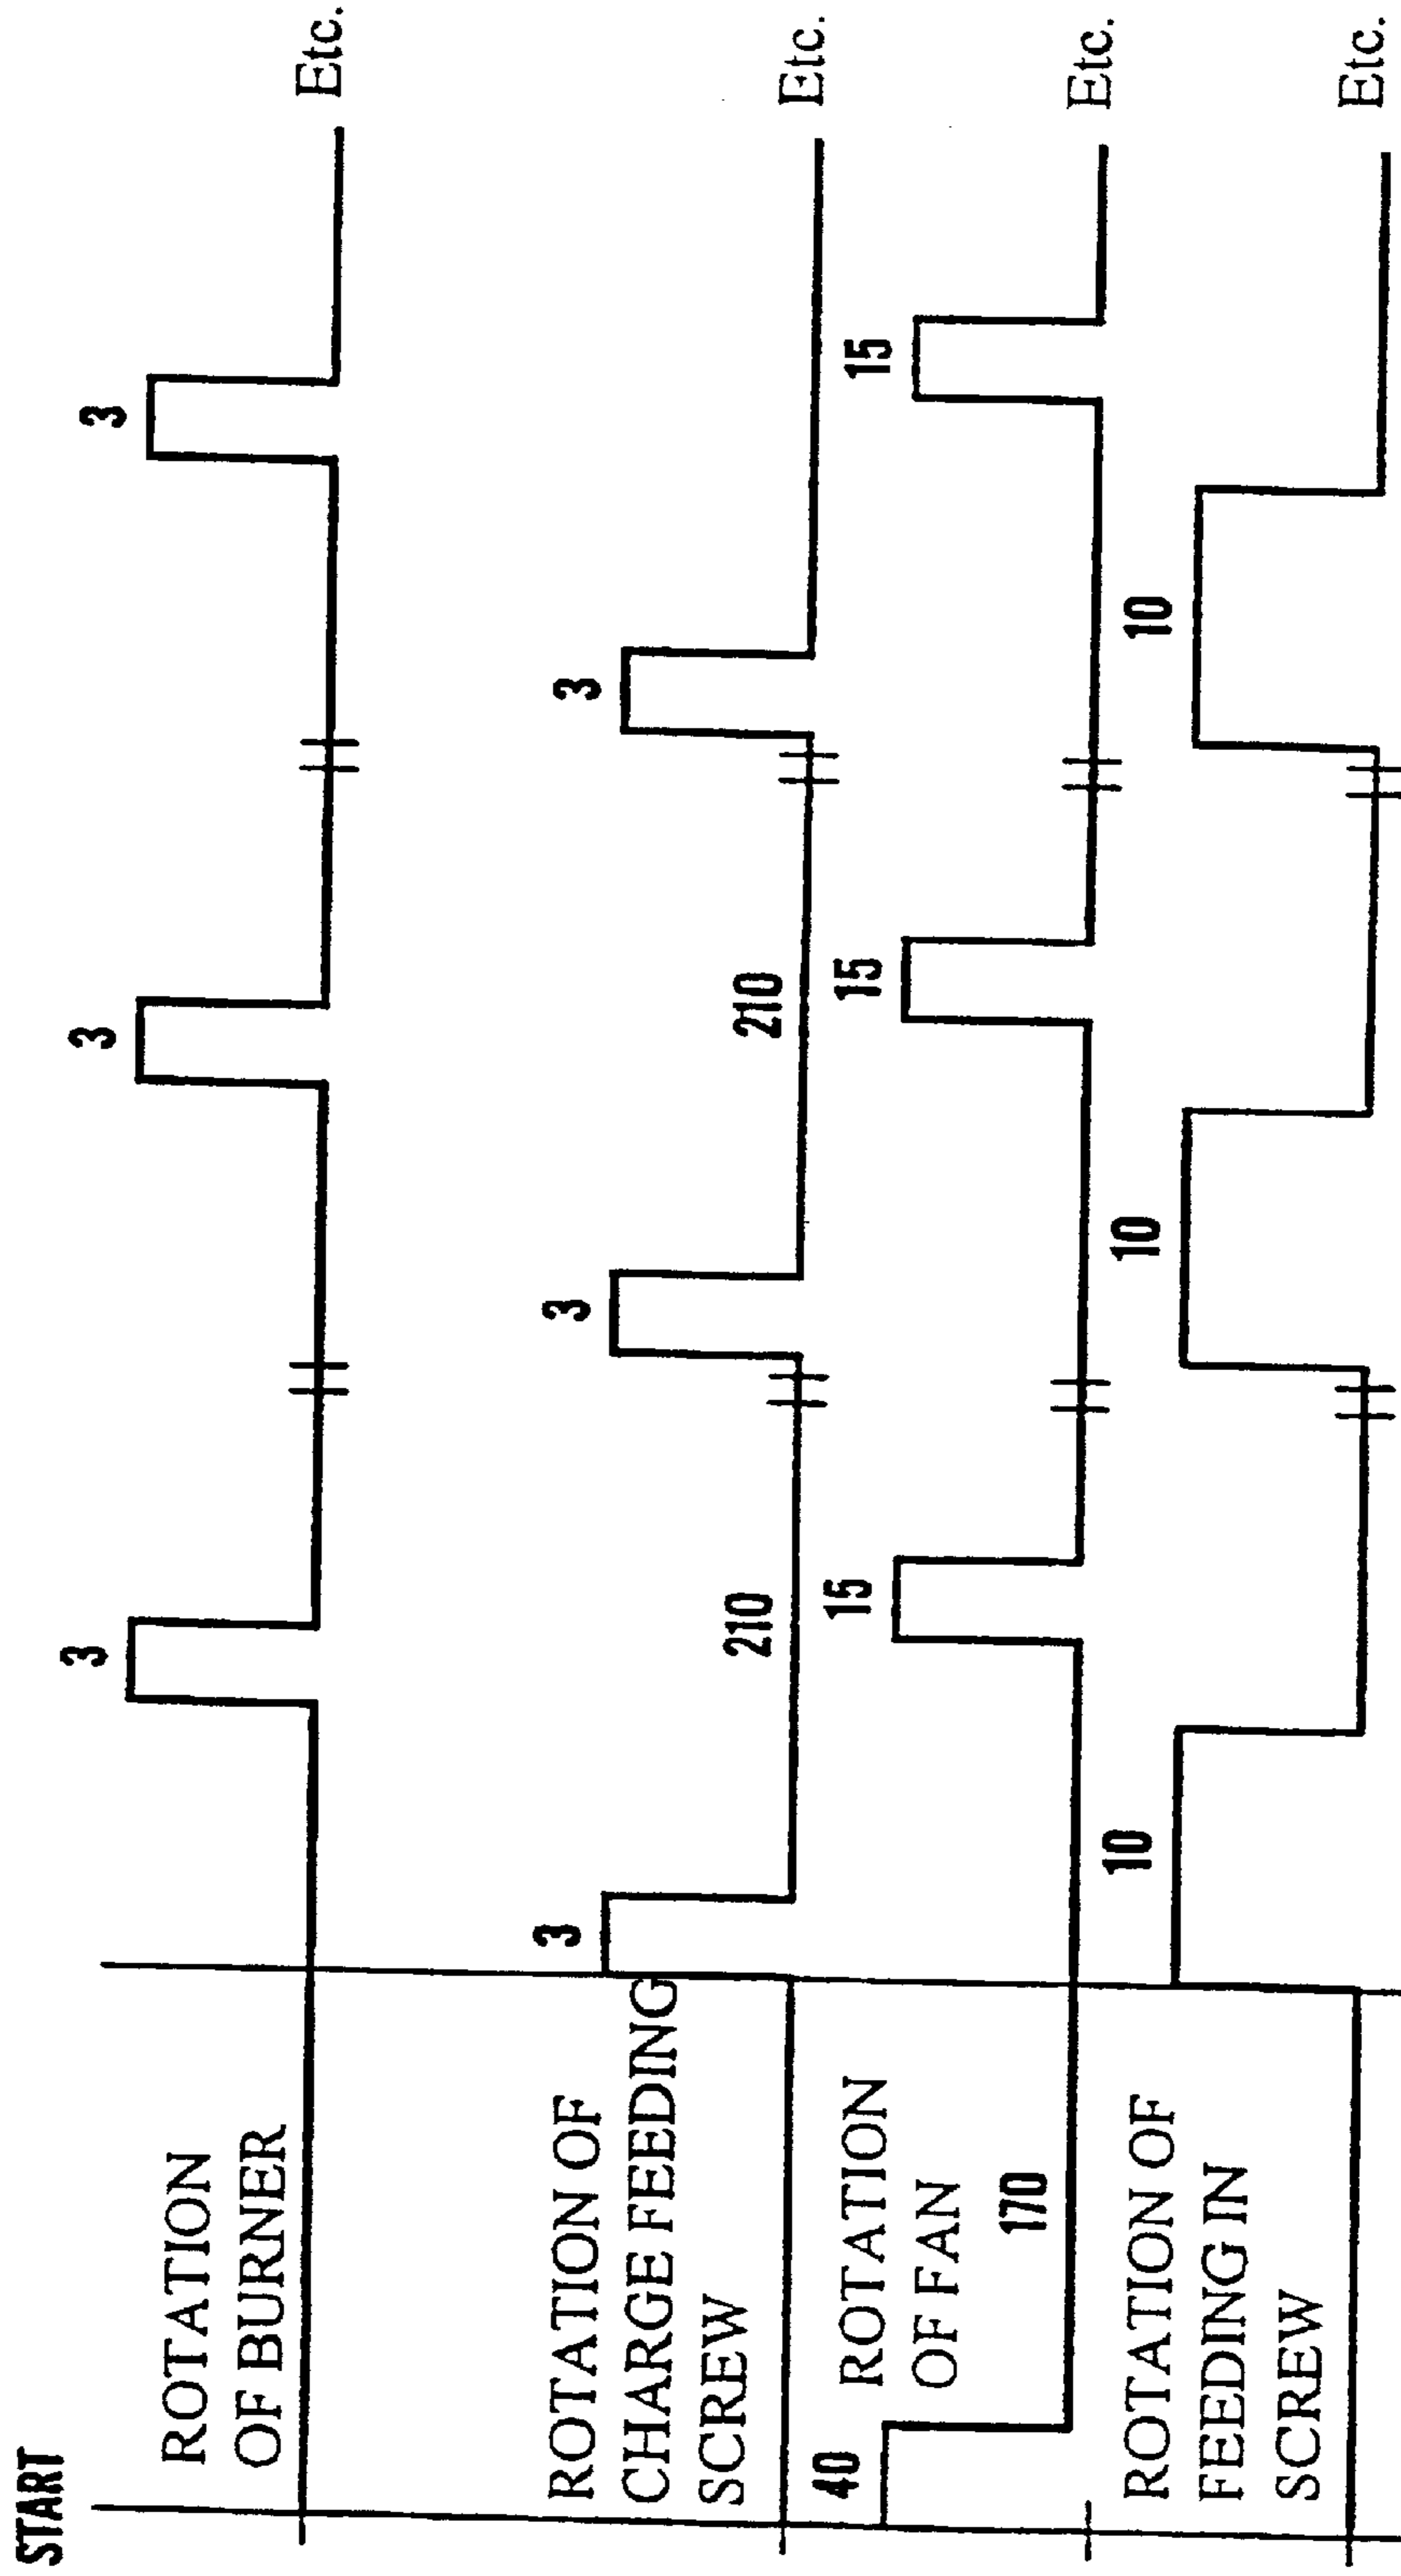 START
ROTATION
OF BURNER
3
3
3
Etc.
ROTATION OF
CHARGE FEEDING
SCREW
3
210
3
210
3
Etc.
ROTATION
OF FAN
40
170
15
15
15
Etc.
ROTATION OF
FEEDING IN
SCREW
10
10
10
Etc.